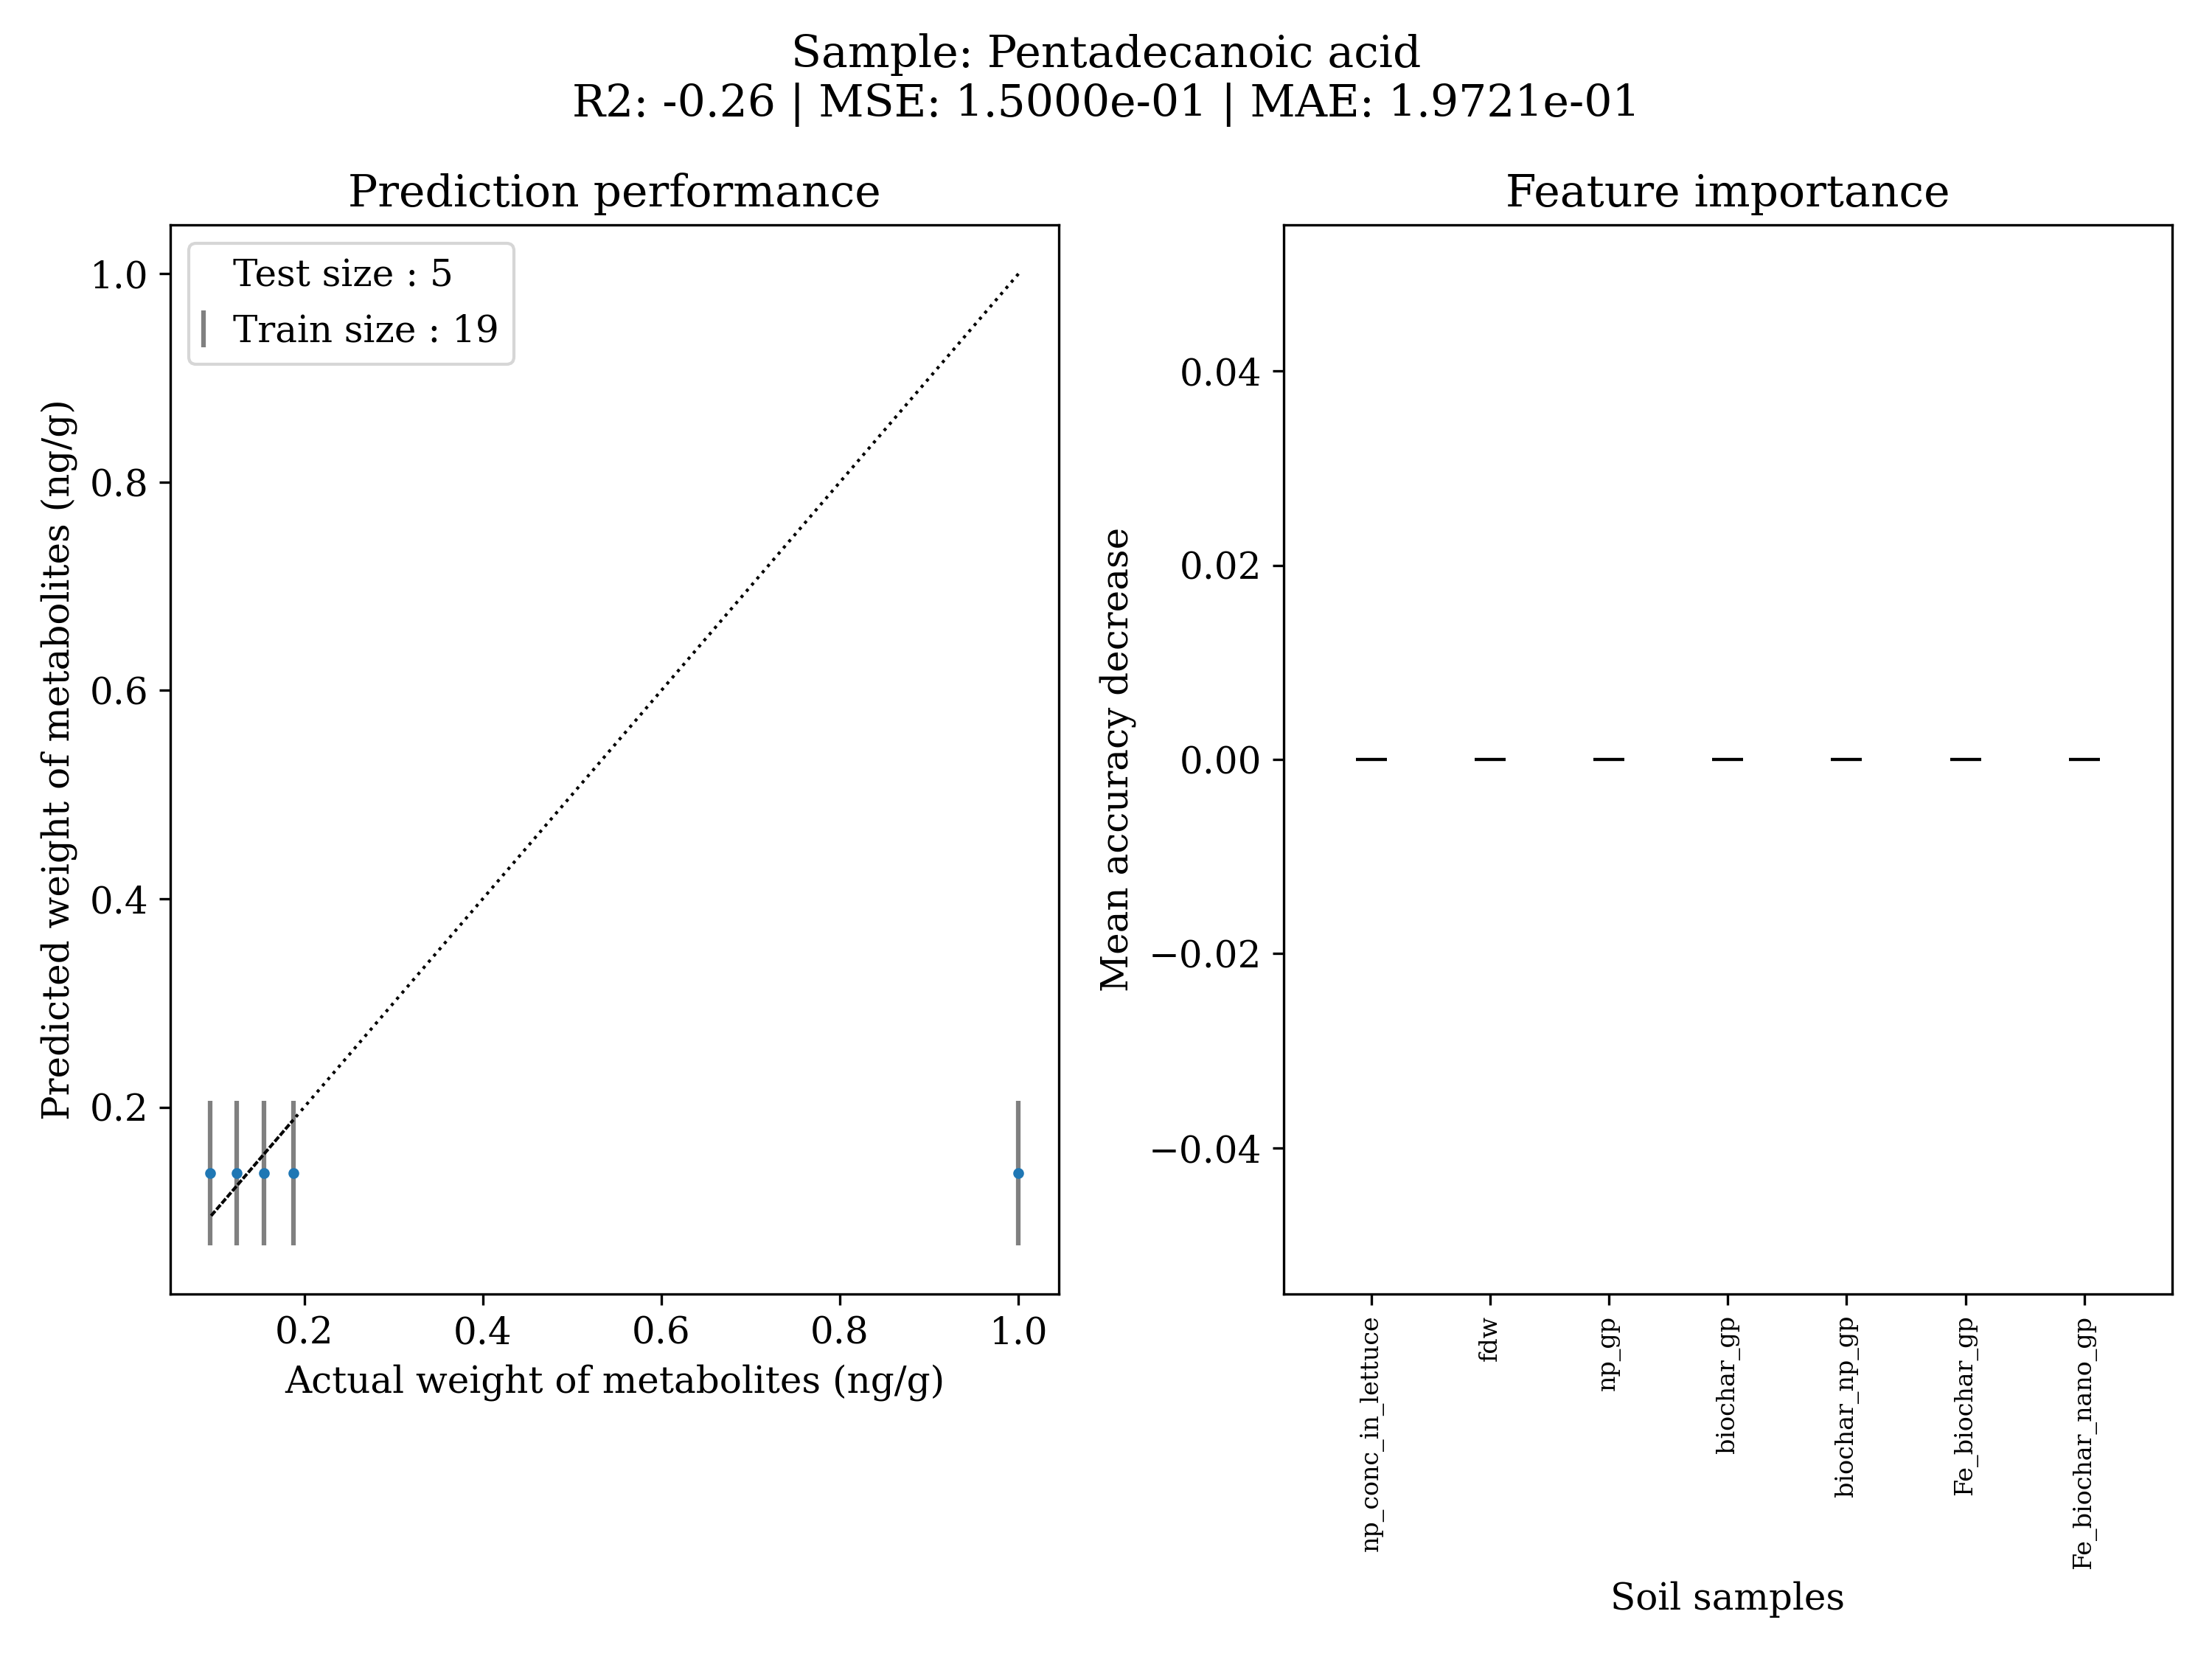 Sample: Pentadecanoic acid
R2: -0.26 | MSE: 1.5000e-01 | MAE: 1.9721e-01
Prediction performance
Test size : 5
Train size : 19
1.0
0.8
0.6
0.4
0.2
Predicted weight of metabolites (ng/g)
0.2 0.4 0.6 0.8 1.0
Actual weight of metabolites (ng/g)
Feature importance
0.04
0.02
0.00
−0.02
−0.04
Mean accuracy decrease
np_conc_in_lettuce
fdw
np_gp
biochar_gp
biochar_np_gp
Fe_biochar_gp
Fe_biochar_nano_gp
Soil samples